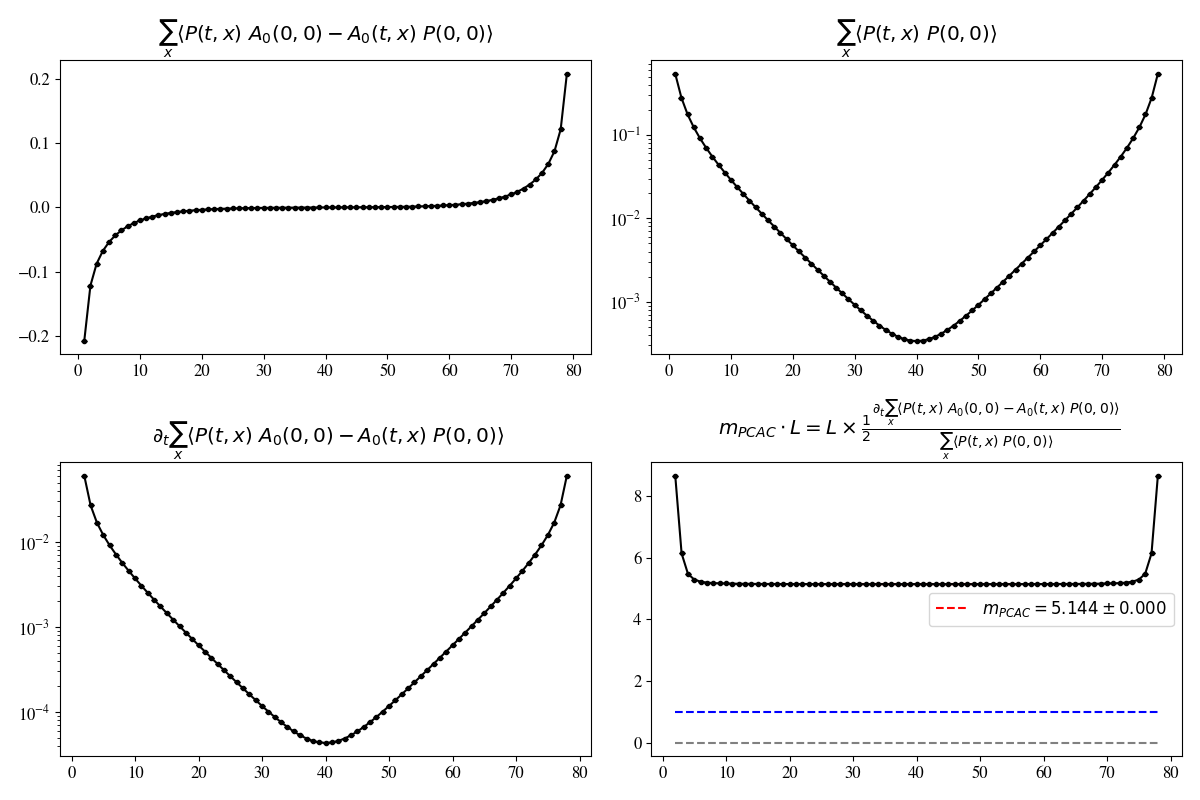 ∑ₓ⟨P(t, x) A₀(0, 0) − A₀(t, x) P(0, 0)⟩
0.2
0.1
0.0
−0.1
−0.2
0 10 20 30 40 50 60 70 80
∑ₓ⟨P(t, x) P(0, 0)⟩
10⁻¹
10⁻²
10⁻³
0 10 20 30 40 50 60 70 80
∂ₜ∑ₓ⟨P(t, x) A₀(0, 0) − A₀(t, x) P(0, 0)⟩
10⁻²
10⁻³
10⁻⁴
0 10 20 30 40 50 60 70 80
m_PCAC · L = L × 1/2 ∂ₜ∑ₓ⟨P(t, x) A₀(0, 0) − A₀(t, x) P(0, 0)⟩ / ∑ₓ⟨P(t, x) P(0, 0)⟩
8
6
4
2
0
m_PCAC = 5.144 ± 0.000
0 10 20 30 40 50 60 70 80